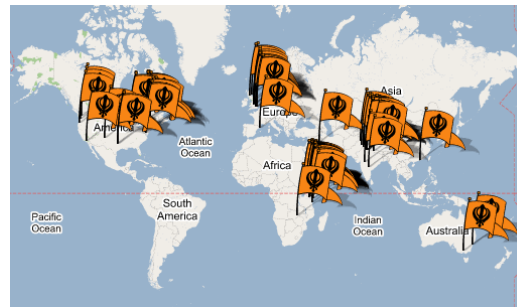 Asia
Europe
America
Atlantic
Ocean
Africa
South
America
Pacific
Ocean
Indian
Ocean
Australia